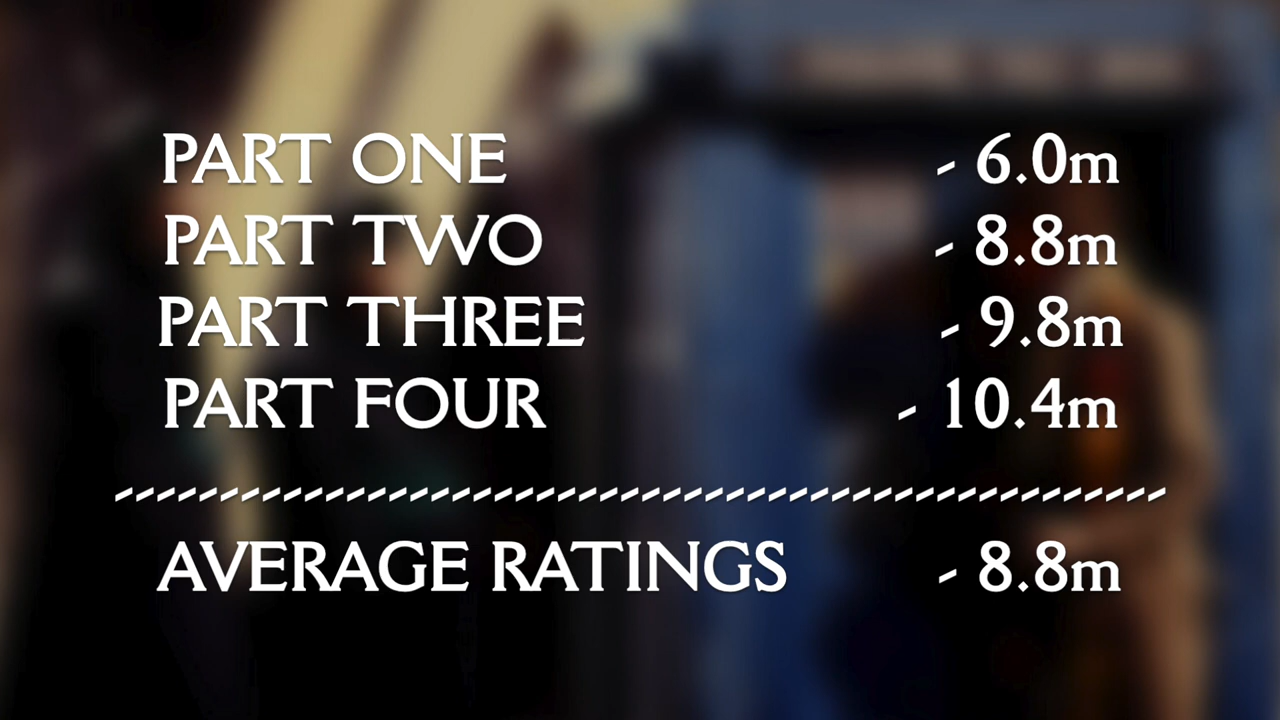 PART ONE - 6.0m
PART TWO - 8.8m
PART THREE - 9.8m
PART FOUR - 10.4m
--------------------------------------------------
AVERAGE RATINGS - 8.8m